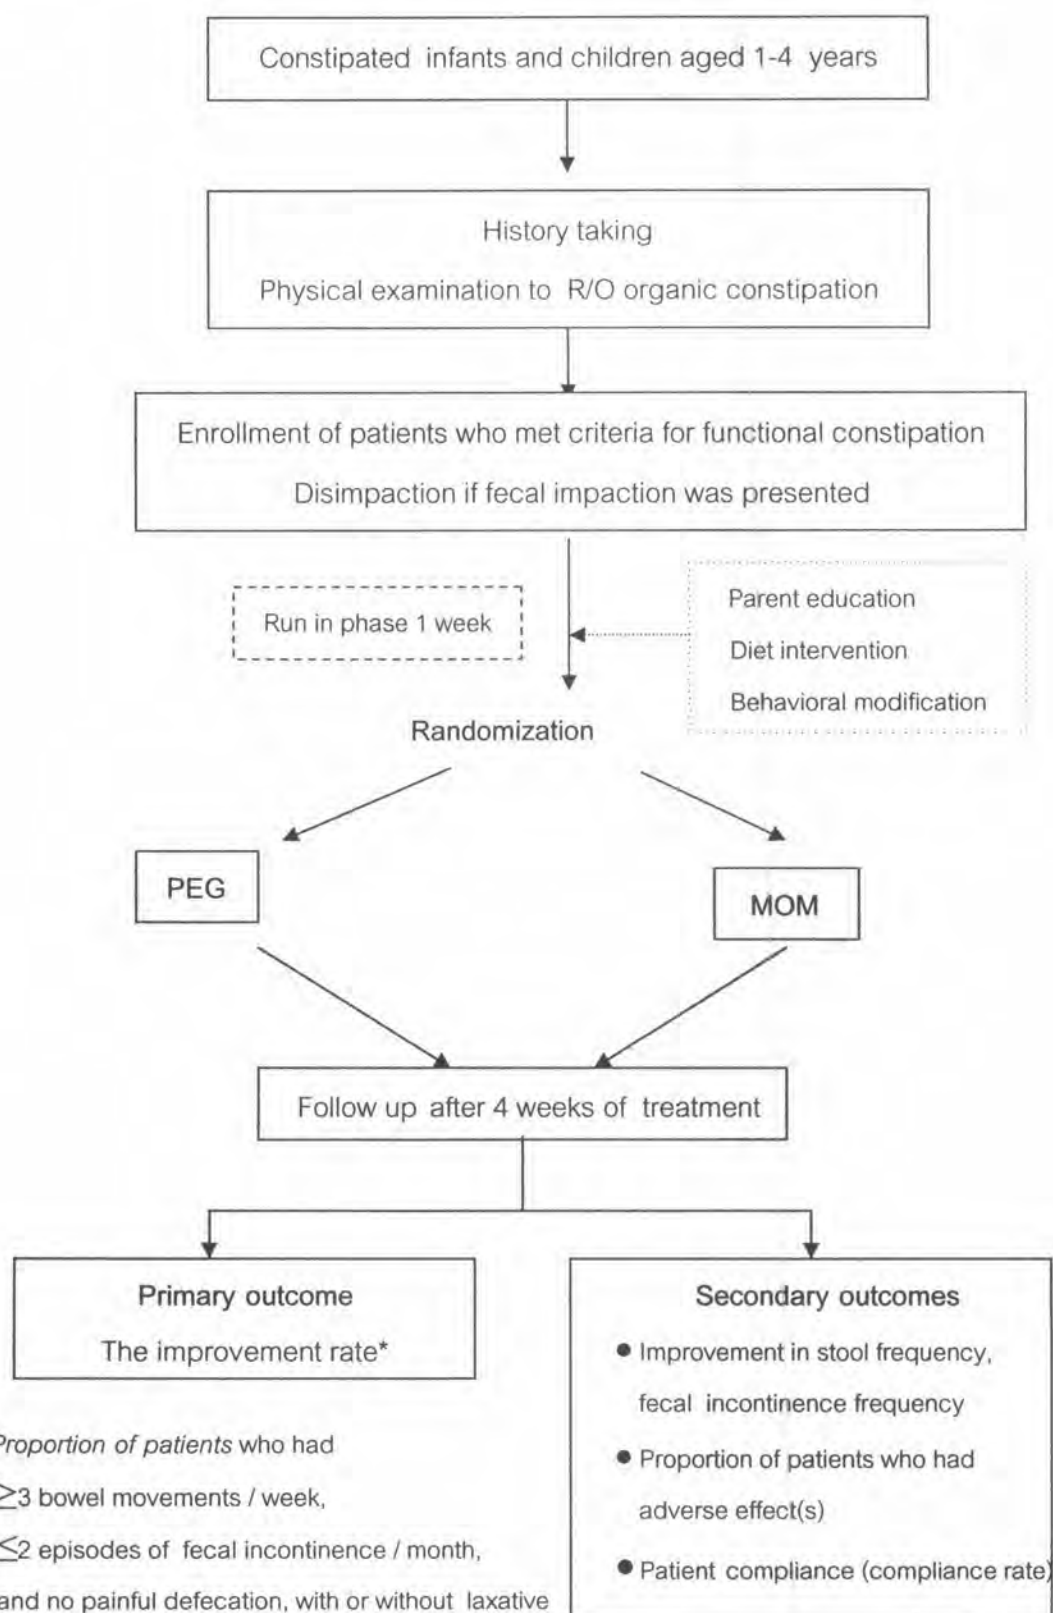 Constipated infants and children aged 1-4 years
History taking
Physical examination to R/O organic constipation
Enrollment of patients who met criteria for functional constipation
Disimpaction if fecal impaction was presented
Run in phase 1 week
Parent education
Diet intervention
Behavioral modification
Randomization
PEG
MOM
Follow up after 4 weeks of treatment
Primary outcome
The improvement rate*
Proportion of patients who had
≥3 bowel movements / week,
≤2 episodes of fecal incontinence / month,
and no painful defecation, with or without laxative
Secondary outcomes
● Improvement in stool frequency,
fecal incontinence frequency
● Proportion of patients who had
adverse effect(s)
● Patient compliance (compliance rate)